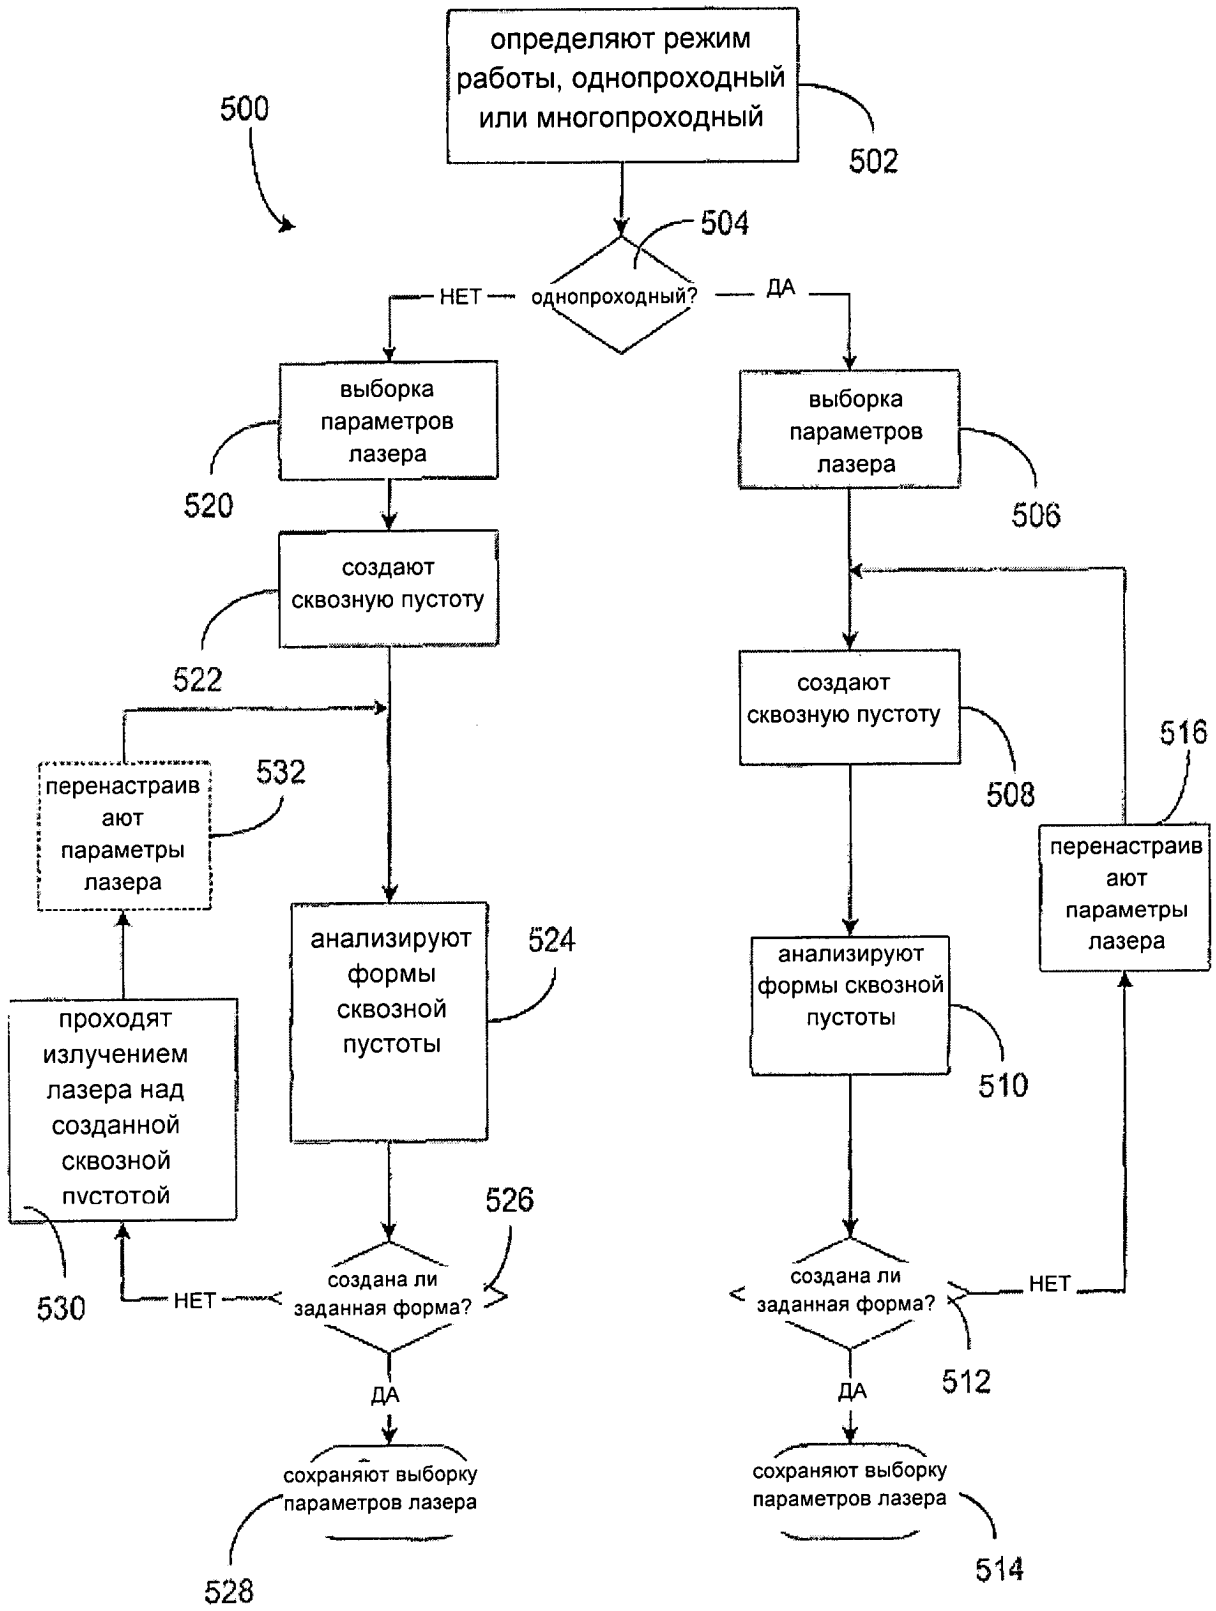 определяют режим
работы, однопроходный
или многопроходный
500
502
504
НЕТ
однопроходный?
ДА
выборка
параметров
лазера
520
выборка
параметров
лазера
506
создают
сквозную пустоту
522
создают
сквозную пустоту
508
516
перенастраив
ают
параметры
лазера
532
перенастраив
ают
параметры
лазера
анализируют
формы
сквозной
пустоты
524
анализируют
формы сквозной
пустоты
510
проходят
излучением
лазера над
созданной
сквозной
пустотой
530
526
создана ли
заданная форма?
НЕТ
создана ли
заданная форма?
НЕТ
512
ДА
ДА
сохраняют выборку
параметров лазера
528
сохраняют выборку
параметров лазера
514